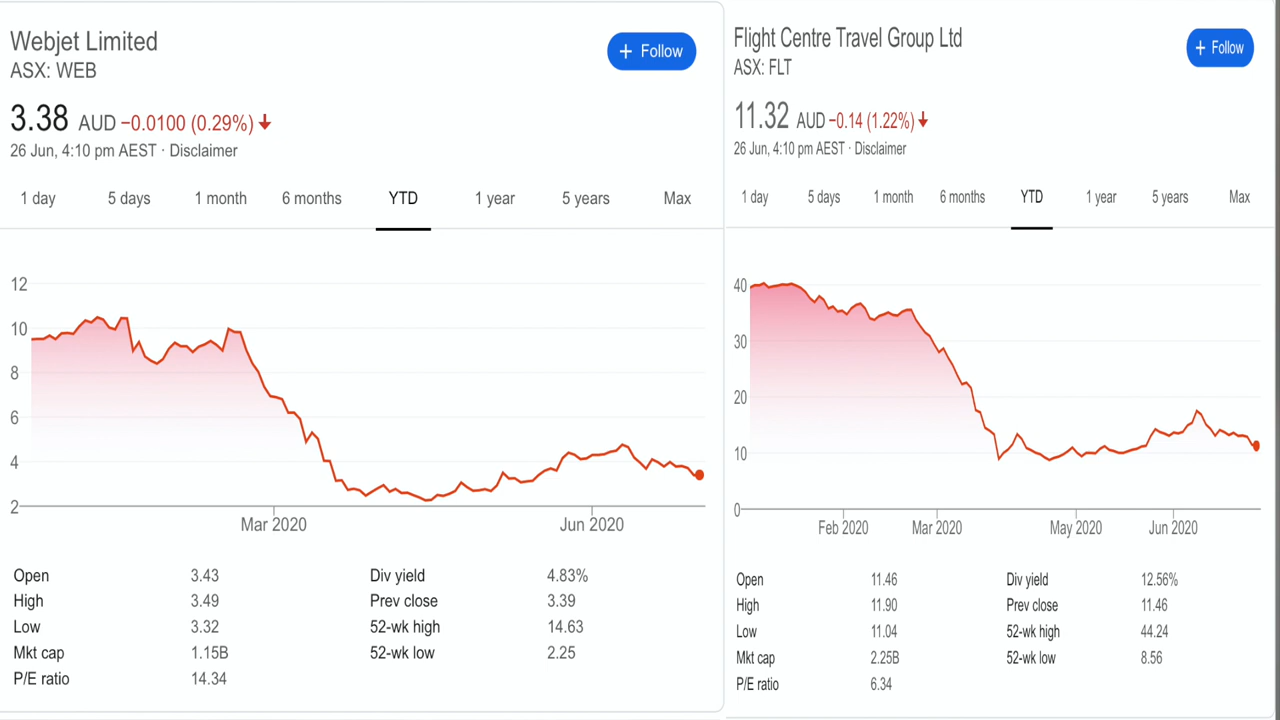 Webjet Limited
ASX: WEB
+ Follow
3.38 AUD −0.0100 (0.29%)
26 Jun, 4:10 pm AEST · Disclaimer
1 day 5 days 1 month 6 months YTD 1 year 5 years Max
12
10
8
6
4
2
Mar 2020 Jun 2020
Open 3.43 Div yield 4.83%
High 3.49 Prev close 3.39
Low 3.32 52-wk high 14.63
Mkt cap 1.15B 52-wk low 2.25
P/E ratio 14.34
Flight Centre Travel Group Ltd
ASX: FLT
+ Follow
11.32 AUD −0.14 (1.22%)
26 Jun, 4:10 pm AEST · Disclaimer
1 day 5 days 1 month 6 months YTD 1 year 5 years Max
40
30
20
10
0
Feb 2020 Mar 2020 May 2020 Jun 2020
Open 11.46 Div yield 12.56%
High 11.90 Prev close 11.46
Low 11.04 52-wk high 44.24
Mkt cap 2.25B 52-wk low 8.56
P/E ratio 6.34